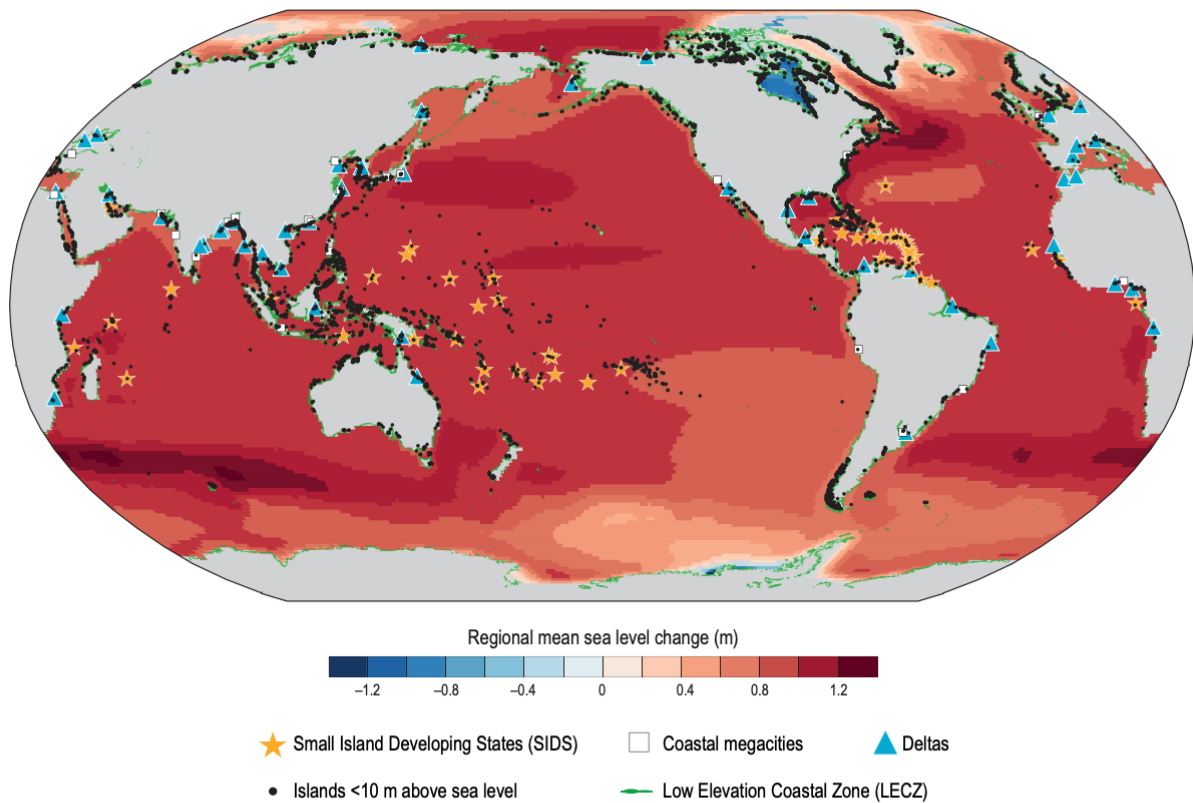 Regional mean sea level change (m)
–1.2 –0.8 –0.4 0 0.4 0.8 1.2
Small Island Developing States (SIDS) Coastal megacities Deltas
Islands <10 m above sea level Low Elevation Coastal Zone (LECZ)